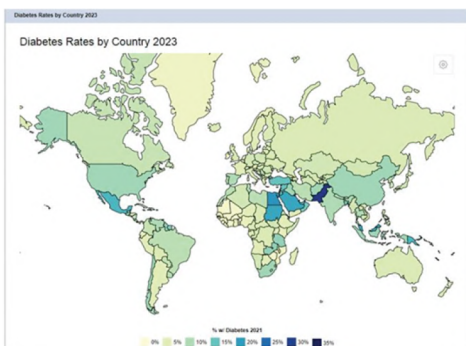 Diabetes Rates by Country 2023
Diabetes Rates by Country 2023
% w/ Diabetes 2021
0% 5% 10% 15% 20% 25% 30% 35%